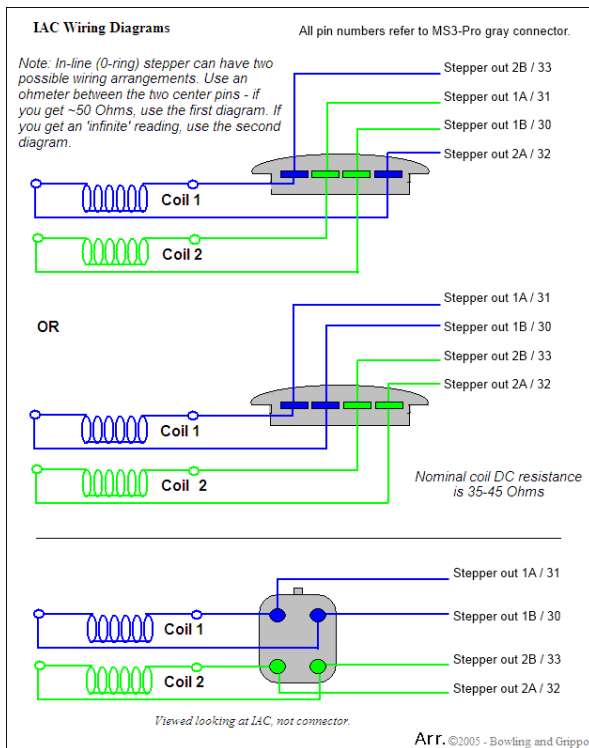 IAC Wiring Diagrams
All pin numbers refer to MS3-Pro gray connector.
Note: In-line (0-ring) stepper can have two
possible wiring arrangements. Use an
ohmeter between the two center pins - if
you get ~50 Ohms, use the first diagram. If
you get an 'infinite' reading, use the second
diagram.
Stepper out 2B / 33
Stepper out 1A / 31
Stepper out 1B / 30
Stepper out 2A / 32
Coil 1
Coil 2
OR
Stepper out 1A / 31
Stepper out 1B / 30
Stepper out 2B / 33
Stepper out 2A / 32
Coil 1
Coil 2
Nominal coil DC resistance
is 35-45 Ohms
Stepper out 1A / 31
Stepper out 1B / 30
Stepper out 2B / 33
Stepper out 2A / 32
Coil 1
Coil 2
Viewed looking at IAC, not connector.
Arr. ©2005 - Bowling and Grippo